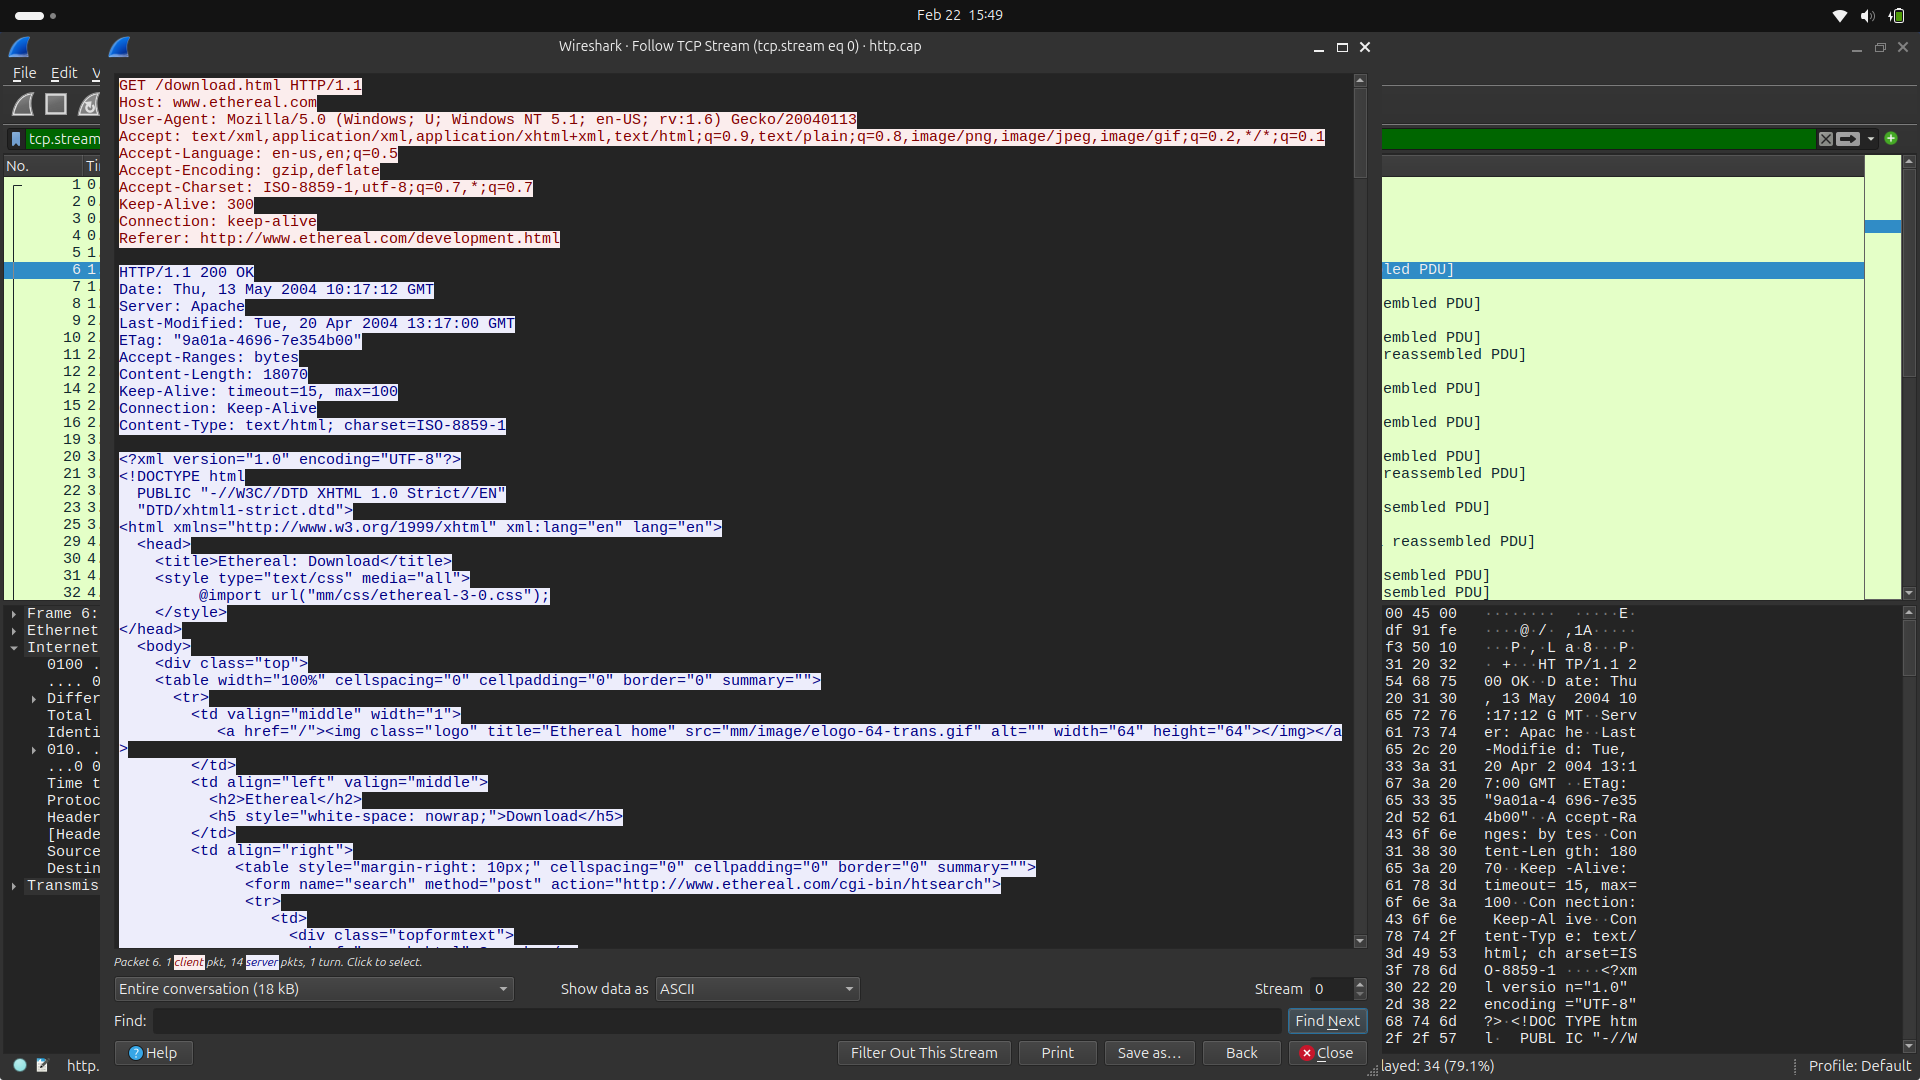 Feb 22 15:49
Wireshark · Follow TCP Stream (tcp.stream eq 0) · http.cap
File Edit V
tcp.stream
No. Ti
1 0.
2 0.
3 0.
4 0.
5 1.
6 1
7 1.
8 1.
9 2.
10 2.
11 2.
12 2.
14 2.
15 2.
16 2.
19 3.
20 3.
21 3.
22 3.
23 3.
25 3.
29 4.
30 4.
31 4.
32 4.
Frame 6:
Ethernet
Internet
0100 .
.... 0
Differ
Total
Identi
010. .
...0 0
Time t
Protoc
Header
[Heade
Source
Destin
Transmis
http.
GET /download.html HTTP/1.1
Host: www.ethereal.com
User-Agent: Mozilla/5.0 (Windows; U; Windows NT 5.1; en-US; rv:1.6) Gecko/20040113
Accept: text/xml,application/xml,application/xhtml+xml,text/html;q=0.9,text/plain;q=0.8,image/png,image/jpeg,image/gif;q=0.2,*/*;q=0.1
Accept-Language: en-us,en;q=0.5
Accept-Encoding: gzip,deflate
Accept-Charset: ISO-8859-1,utf-8;q=0.7,*;q=0.7
Keep-Alive: 300
Connection: keep-alive
Referer: http://www.ethereal.com/development.html
HTTP/1.1 200 OK
Date: Thu, 13 May 2004 10:17:12 GMT
Server: Apache
Last-Modified: Tue, 20 Apr 2004 13:17:00 GMT
ETag: "9a01a-4696-7e354b00"
Accept-Ranges: bytes
Content-Length: 18070
Keep-Alive: timeout=15, max=100
Connection: Keep-Alive
Content-Type: text/html; charset=ISO-8859-1
<?xml version="1.0" encoding="UTF-8"?>
<!DOCTYPE html
PUBLIC "-//W3C//DTD XHTML 1.0 Strict//EN"
"DTD/xhtml1-strict.dtd">
<html xmlns="http://www.w3.org/1999/xhtml" xml:lang="en" lang="en">
<head>
<title>Ethereal: Download</title>
<style type="text/css" media="all">
@import url("mm/css/ethereal-3-0.css");
</style>
</head>
<body>
<div class="top">
<table width="100%" cellspacing="0" cellpadding="0" border="0" summary="">
<tr>
<td valign="middle" width="1">
<a href="/"><img class="logo" title="Ethereal home" src="mm/image/elogo-64-trans.gif" alt="" width="64" height="64"></img></a
>
</td>
<td align="left" valign="middle">
<h2>Ethereal</h2>
<h5 style="white-space: nowrap;">Download</h5>
</td>
<td align="right">
<table style="margin-right: 10px;" cellspacing="0" cellpadding="0" border="0" summary="">
<form name="search" method="post" action="http://www.ethereal.com/cgi-bin/htsearch">
<tr>
<td>
<div class="topformtext">
Packet 6. 1 client pkt, 14 server pkts, 1 turn. Click to select.
Entire conversation (18 kB) Show data as ASCII Stream 0
Find: Find Next
Help Filter Out This Stream Print Save as… Back Close
led PDU]
embled PDU]
embled PDU]
reassembled PDU]
embled PDU]
embled PDU]
embled PDU]
reassembled PDU]
sembled PDU]
reassembled PDU]
sembled PDU]
sembled PDU]
00 45 00 ········ ·····E·
df 91 fe ····@·/· ,1A·····
f3 50 10 ···P·,·L a·8···P·
31 20 32 ·+···HT TP/1.1 2
54 68 75 00 OK··D ate: Thu
20 31 30 , 13 May 2004 10
65 72 76 :17:12 G MT··Serv
61 73 74 er: Apac he··Last
65 2c 20 -Modifie d: Tue,
33 3a 31 20 Apr 2 004 13:1
67 3a 20 7:00 GMT ··ETag:
65 33 35 "9a01a-4 696-7e35
2d 52 61 4b00"··A ccept-Ra
43 6f 6e nges: by tes··Con
31 38 30 tent-Len gth: 180
65 3a 20 70··Keep -Alive:
61 78 3d timeout= 15, max=
6f 6e 3a 100··Con nection:
43 6f 6e Keep-Al ive··Con
78 74 2f tent-Typ e: text/
3d 49 53 html; ch arset=IS
3f 78 6d O-8859-1 ····<?xm
30 22 20 l versio n="1.0"
2d 38 22 encoding ="UTF-8"
68 74 6d ?>·<!DOC TYPE htm
2f 2f 57 l· PUBL IC "-//W
layed: 34 (79.1%) Profile: Default